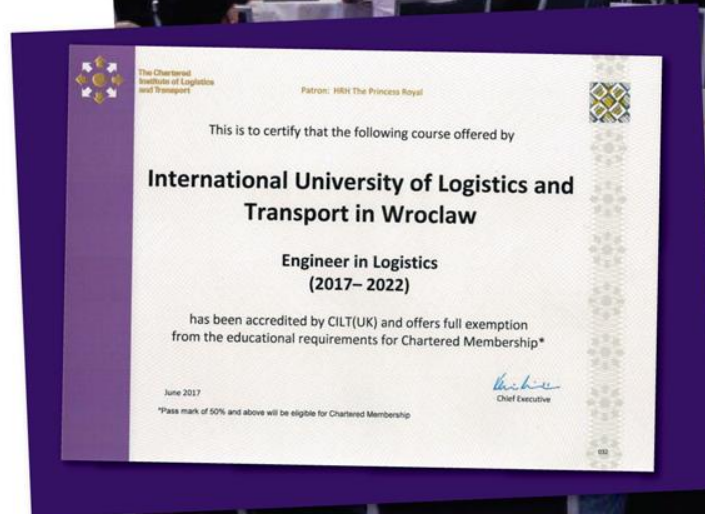 The Chartered
Institute of Logistics
and Transport
Patron: HRH The Princess Royal
This is to certify that the following course offered by
International University of Logistics and
Transport in Wroclaw
Engineer in Logistics
(2017– 2022)
has been accredited by CILT(UK) and offers full exemption
from the educational requirements for Chartered Membership*
June 2017
Chief Executive
*Pass mark of 50% and above will be eligible for Chartered Membership
032